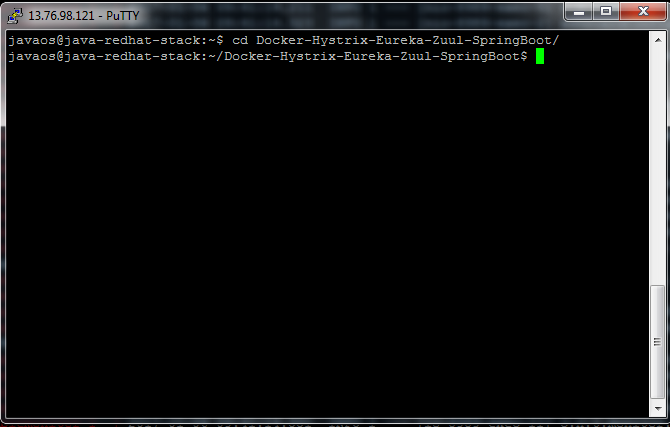 13.76.98.121 - PuTTY
javaos@java-redhat-stack:~$ cd Docker-Hystrix-Eureka-Zuul-SpringBoot/
javaos@java-redhat-stack:~/Docker-Hystrix-Eureka-Zuul-SpringBoot$